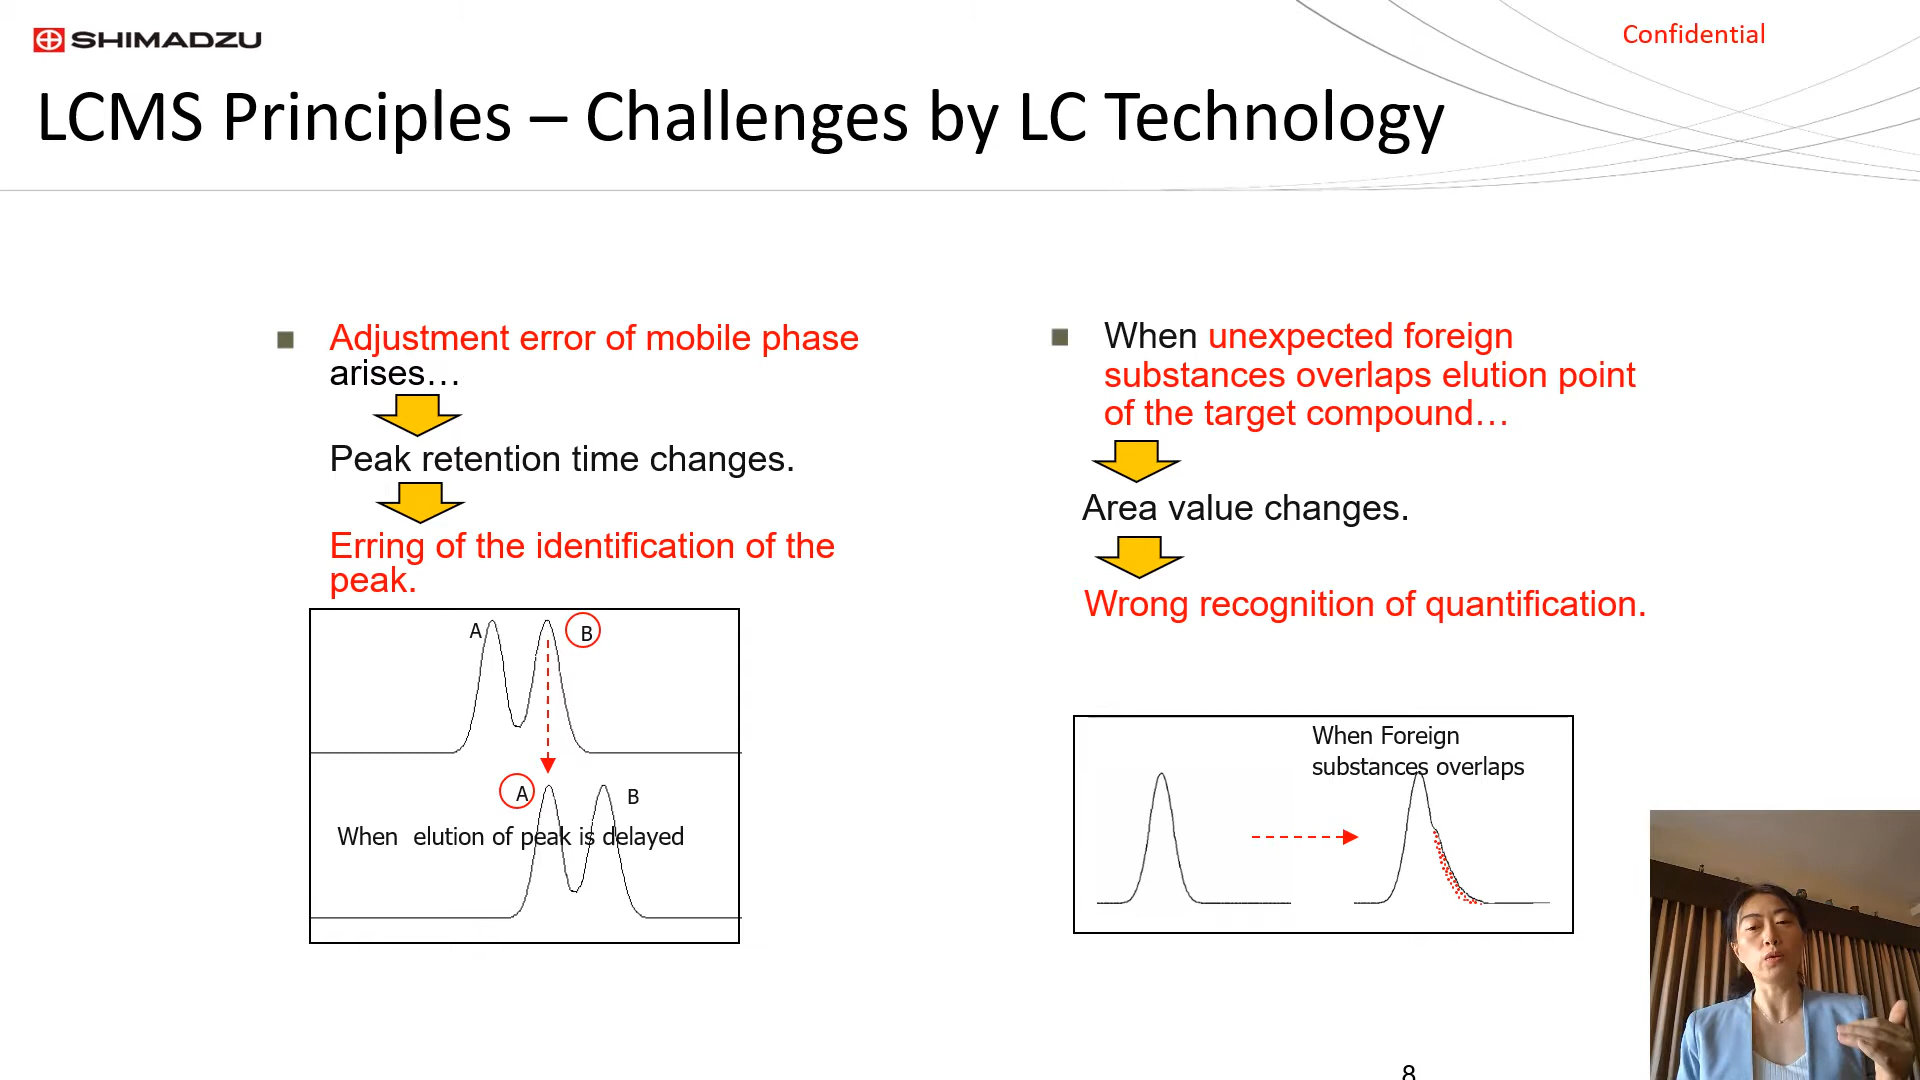 SHIMADZU
Confidential
LCMS Principles – Challenges by LC Technology
Adjustment error of mobile phase
arises…
Peak retention time changes.
Erring of the identification of the
peak.
A
B
A
B
When elution of peak is delayed
When unexpected foreign
substances overlaps elution point
of the target compound…
Area value changes.
Wrong recognition of quantification.
When Foreign
substances overlaps
8